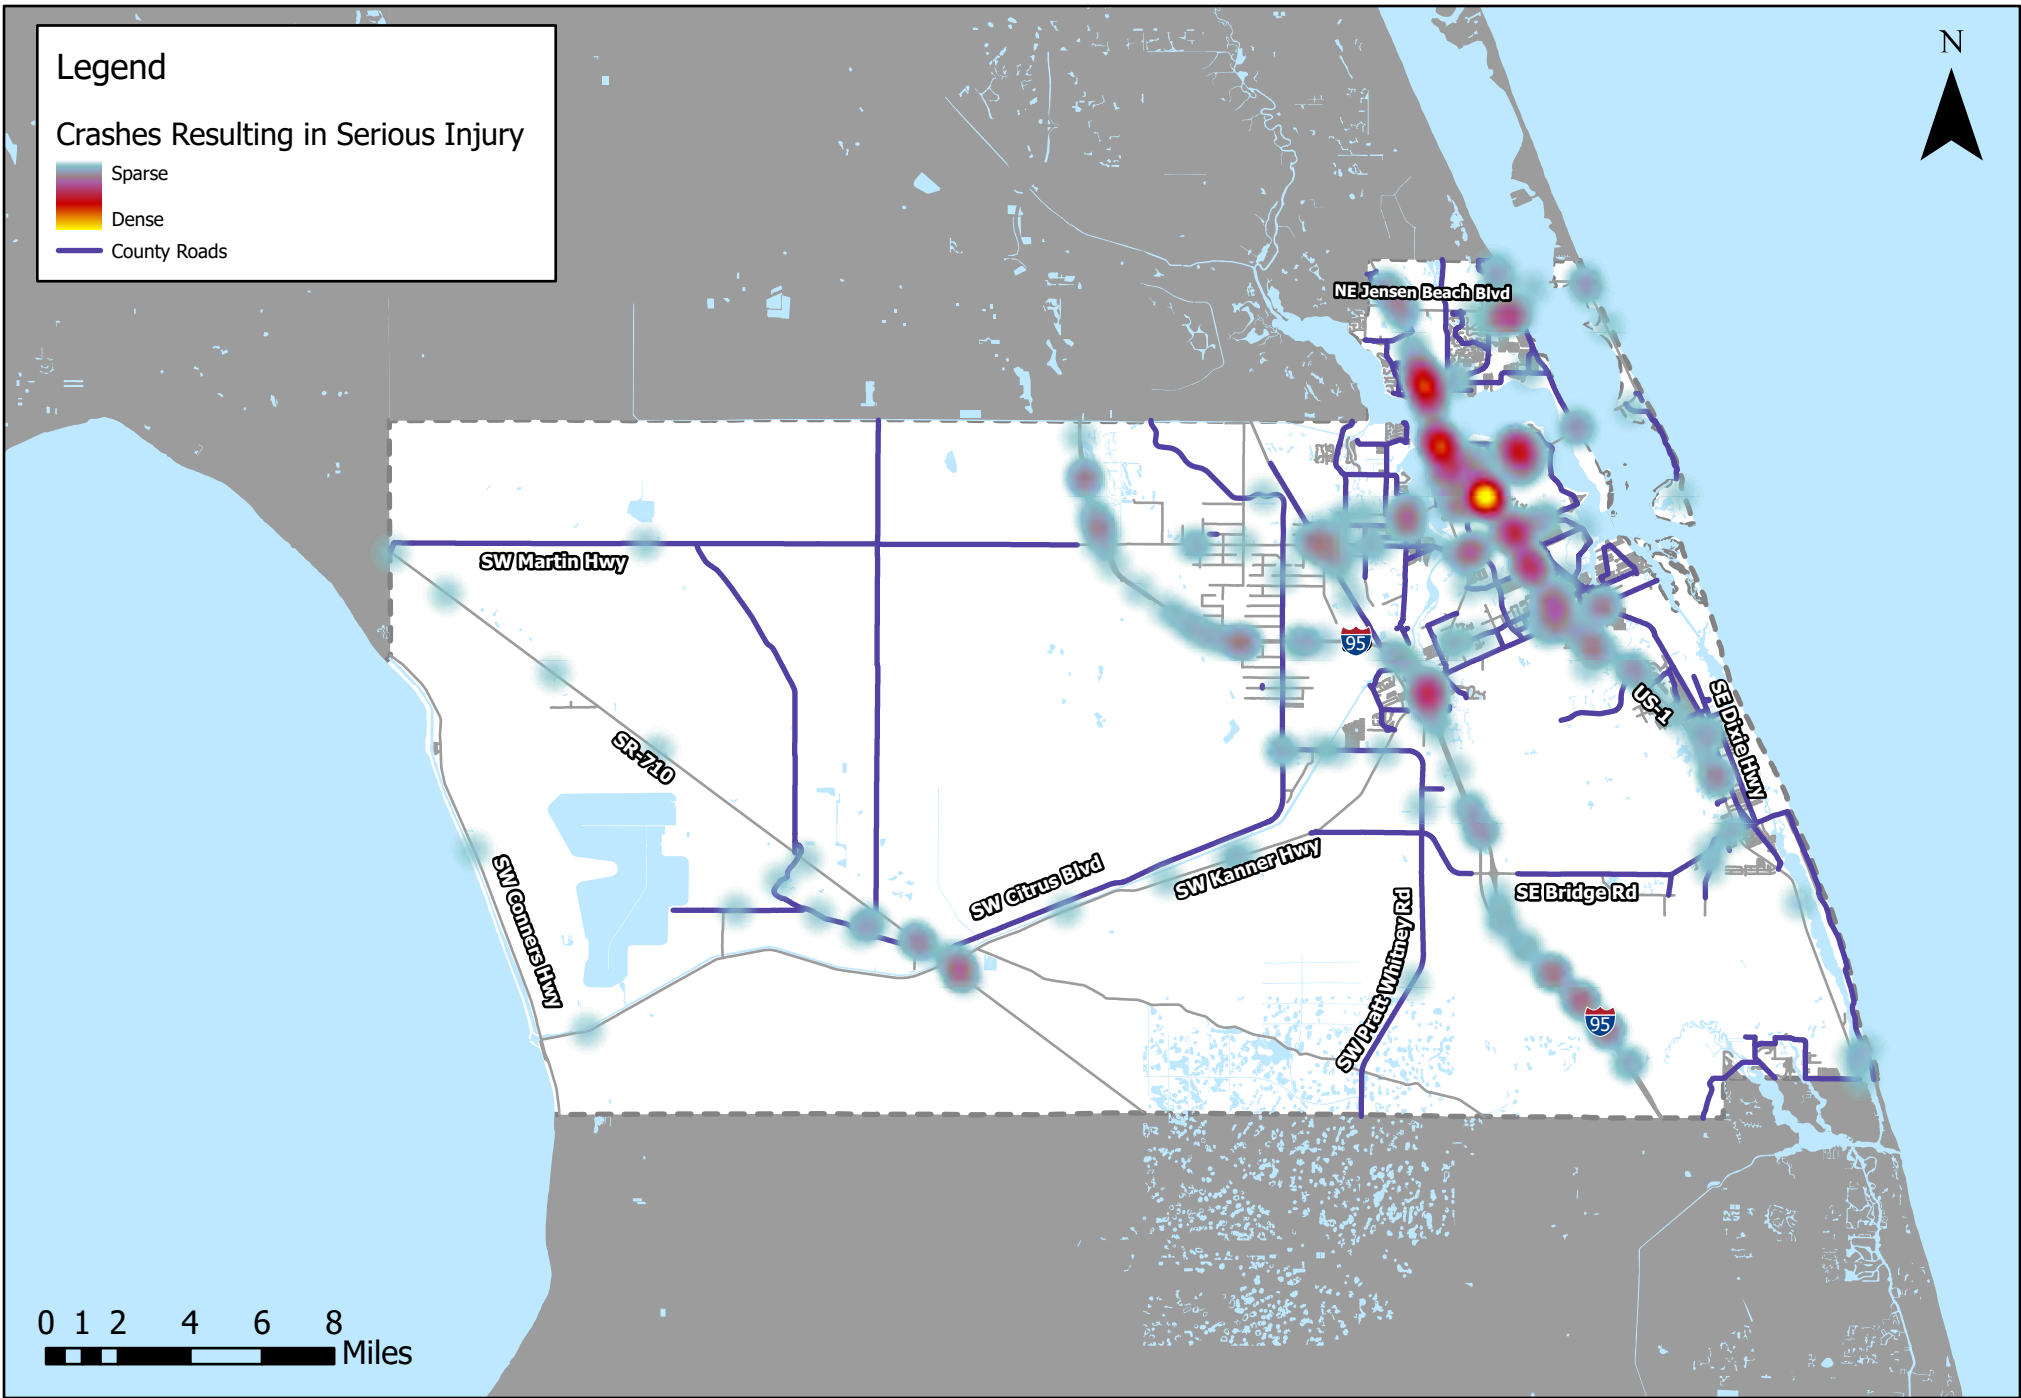 Legend
Crashes Resulting in Serious Injury
Sparse
Dense
County Roads
N
NE Jensen Beach Blvd
SW Martin Hwy
95
US-1
SE Dixie Hwy
SR-710
SW Conners Hwy
SW Citrus Blvd
SW Kanner Hwy
SE Bridge Rd
SW Pratt Whitney Rd
95
0 1 2 4 6 8
Miles